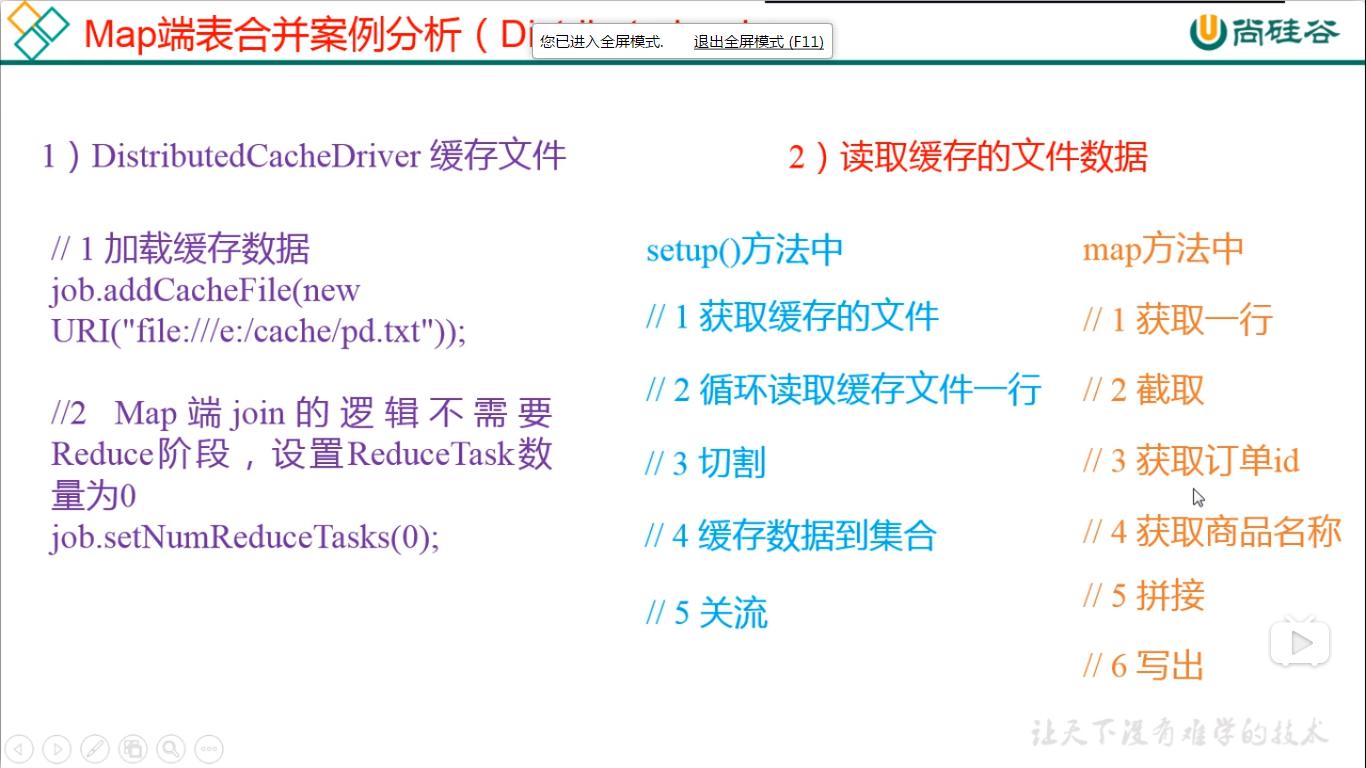 Map端表合并案例分析（Di
您已进入全屏模式. 退出全屏模式 (F11)
尚硅谷
1）DistributedCacheDriver 缓存文件
// 1 加载缓存数据
job.addCacheFile(new
URI("file:///e:/cache/pd.txt"));
//2 Map 端 join 的 逻 辑 不 需 要
Reduce阶段，设置ReduceTask数
量为0
job.setNumReduceTasks(0);
2）读取缓存的文件数据
setup()方法中
// 1 获取缓存的文件
// 2 循环读取缓存文件一行
// 3 切割
// 4 缓存数据到集合
// 5 关流
map方法中
// 1 获取一行
// 2 截取
// 3 获取订单id
// 4 获取商品名称
// 5 拼接
// 6 写出
让天下没有难学的技术